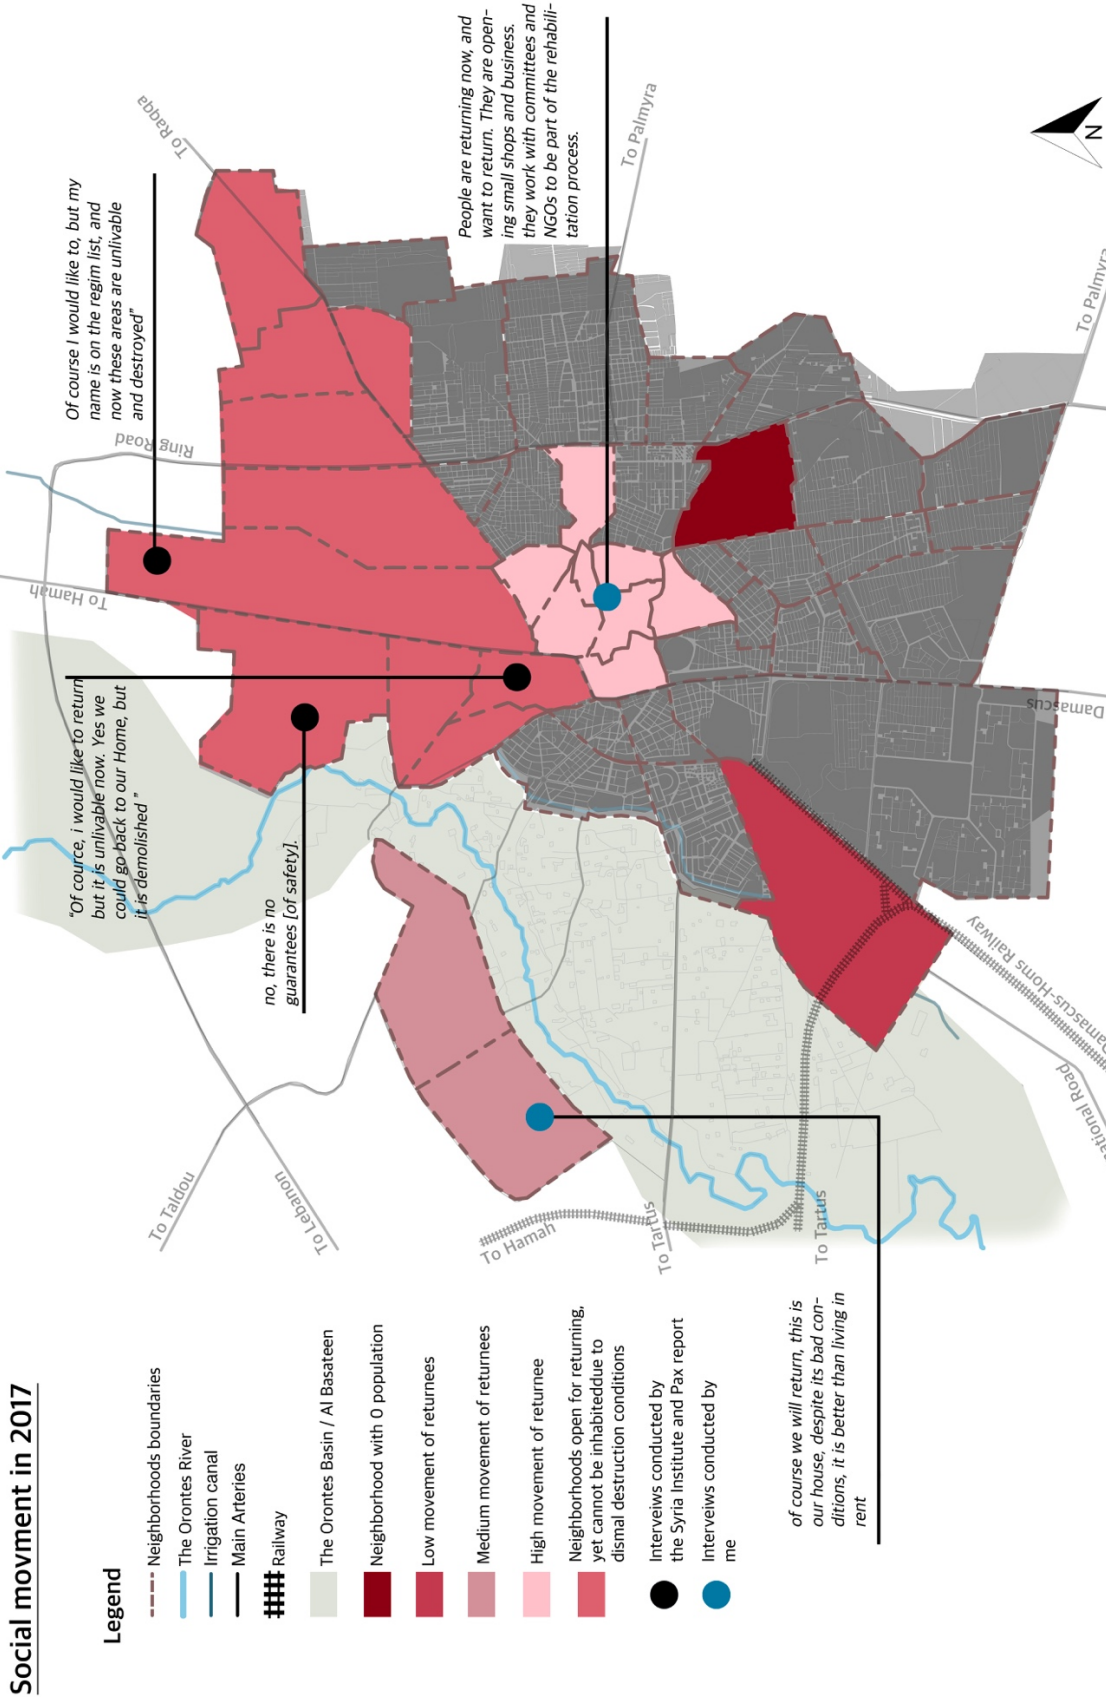 Social movment in 2017
Legend
Neighborhoods boundaries
The Orontes River
Irrigation canal
Main Arteries
Railway
The Orontes Basin / Al Basateen
Neighborhood with 0 population
Low movement of returnees
Medium movement of returnees
High movement of returnee
Neighborhoods open for returning,
yet cannot be inhabiteddue to
dismal destruction conditions
Interveiws conducted by
the Syria Institute and Pax report
Interveiws conducted by
me
"Of cource, i would like to return
but it is unlivable now. Yes we
could go back to our Home, but
it is demolished"
no, there is no
guarantees [of safety].
Of course I would like to, but my
name is on the regim list, and
now these areas are unlivable
and destroyed"
People are returning now, and
want to return. They are open-
ing small shops and business.
they work with committees and
NGOs to be part of the rehabili-
tation process.
of course we will return, this is
our house, despite its bad con-
ditions, it is better than living in
rent
To Taldou
To Lebanon
To Hamah
To Tartus
To Tartus
To Hamah
Ring Road
To Raqqa
To Palmyra
To Palmyra
Damascus
Damascus-Homs Railway
ational Road
N